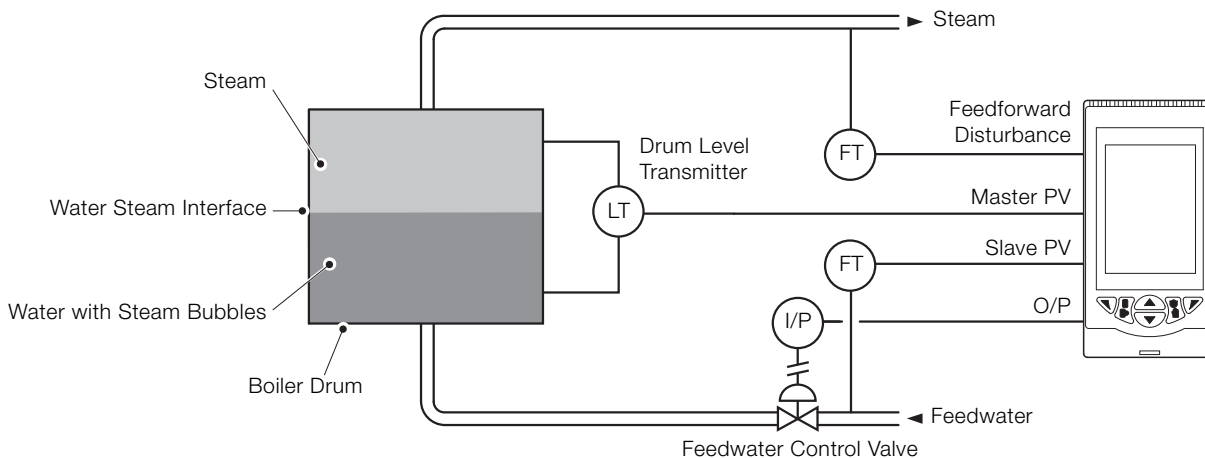 ► Steam
Steam
Water Steam Interface
Water with Steam Bubbles
Boiler Drum
Drum Level
Transmitter
LT
FT
Feedforward
Disturbance
Master PV
FT
Slave PV
I/P
O/P
◄ Feedwater
Feedwater Control Valve